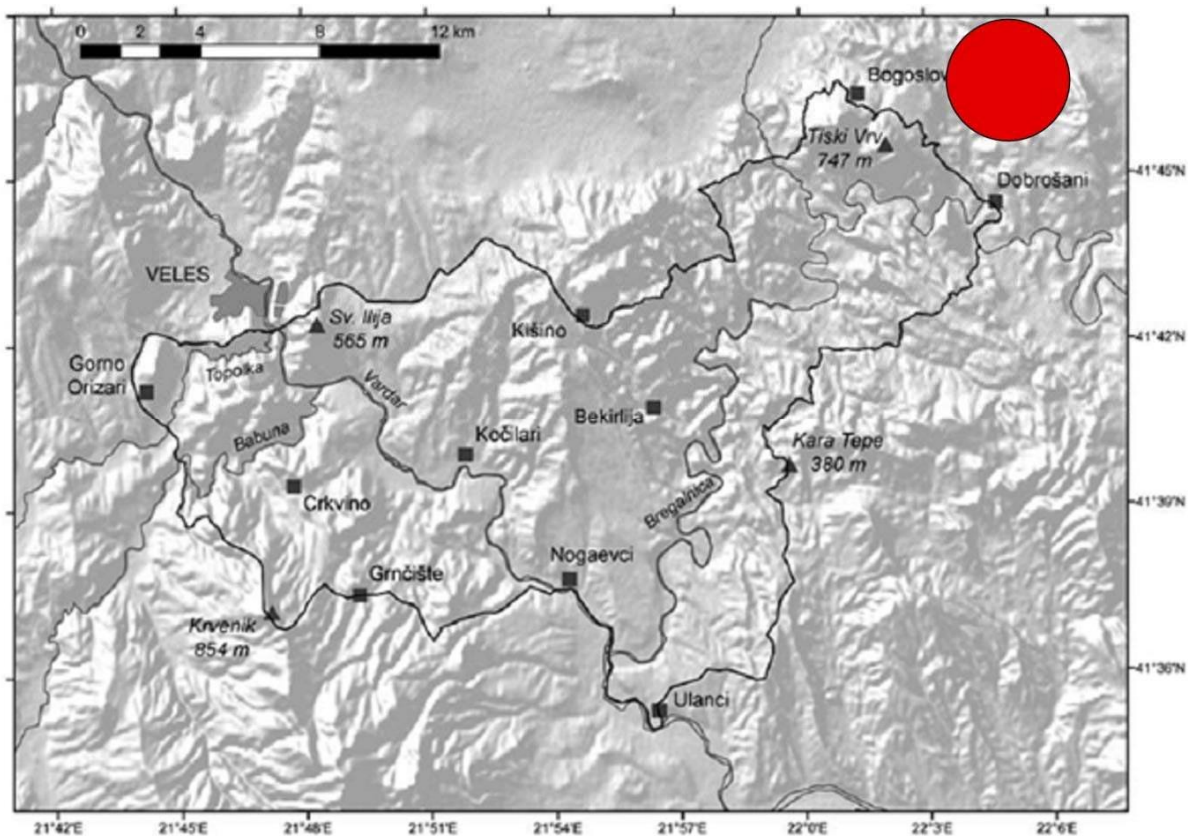 0 2 4 8 12 km
Tiski Vrv
747 m
41°45'N
Dobrošani
VELES
Sv. Ilija
565 m
Kišino
41°42'N
Gorno
Orizari
Topolka
Vardar
Bekirlija
Babuna
Kočilari
Kara Tepe
380 m
Crkvino
Bregalnica
41°39'N
Nogaevci
Grnčište
Krvenik
854 m
41°36'N
Ulanci
21°42'E 21°45'E 21°48'E 21°51'E 21°54'E 21°57'E 22°0'E 22°3'E 22°6'E